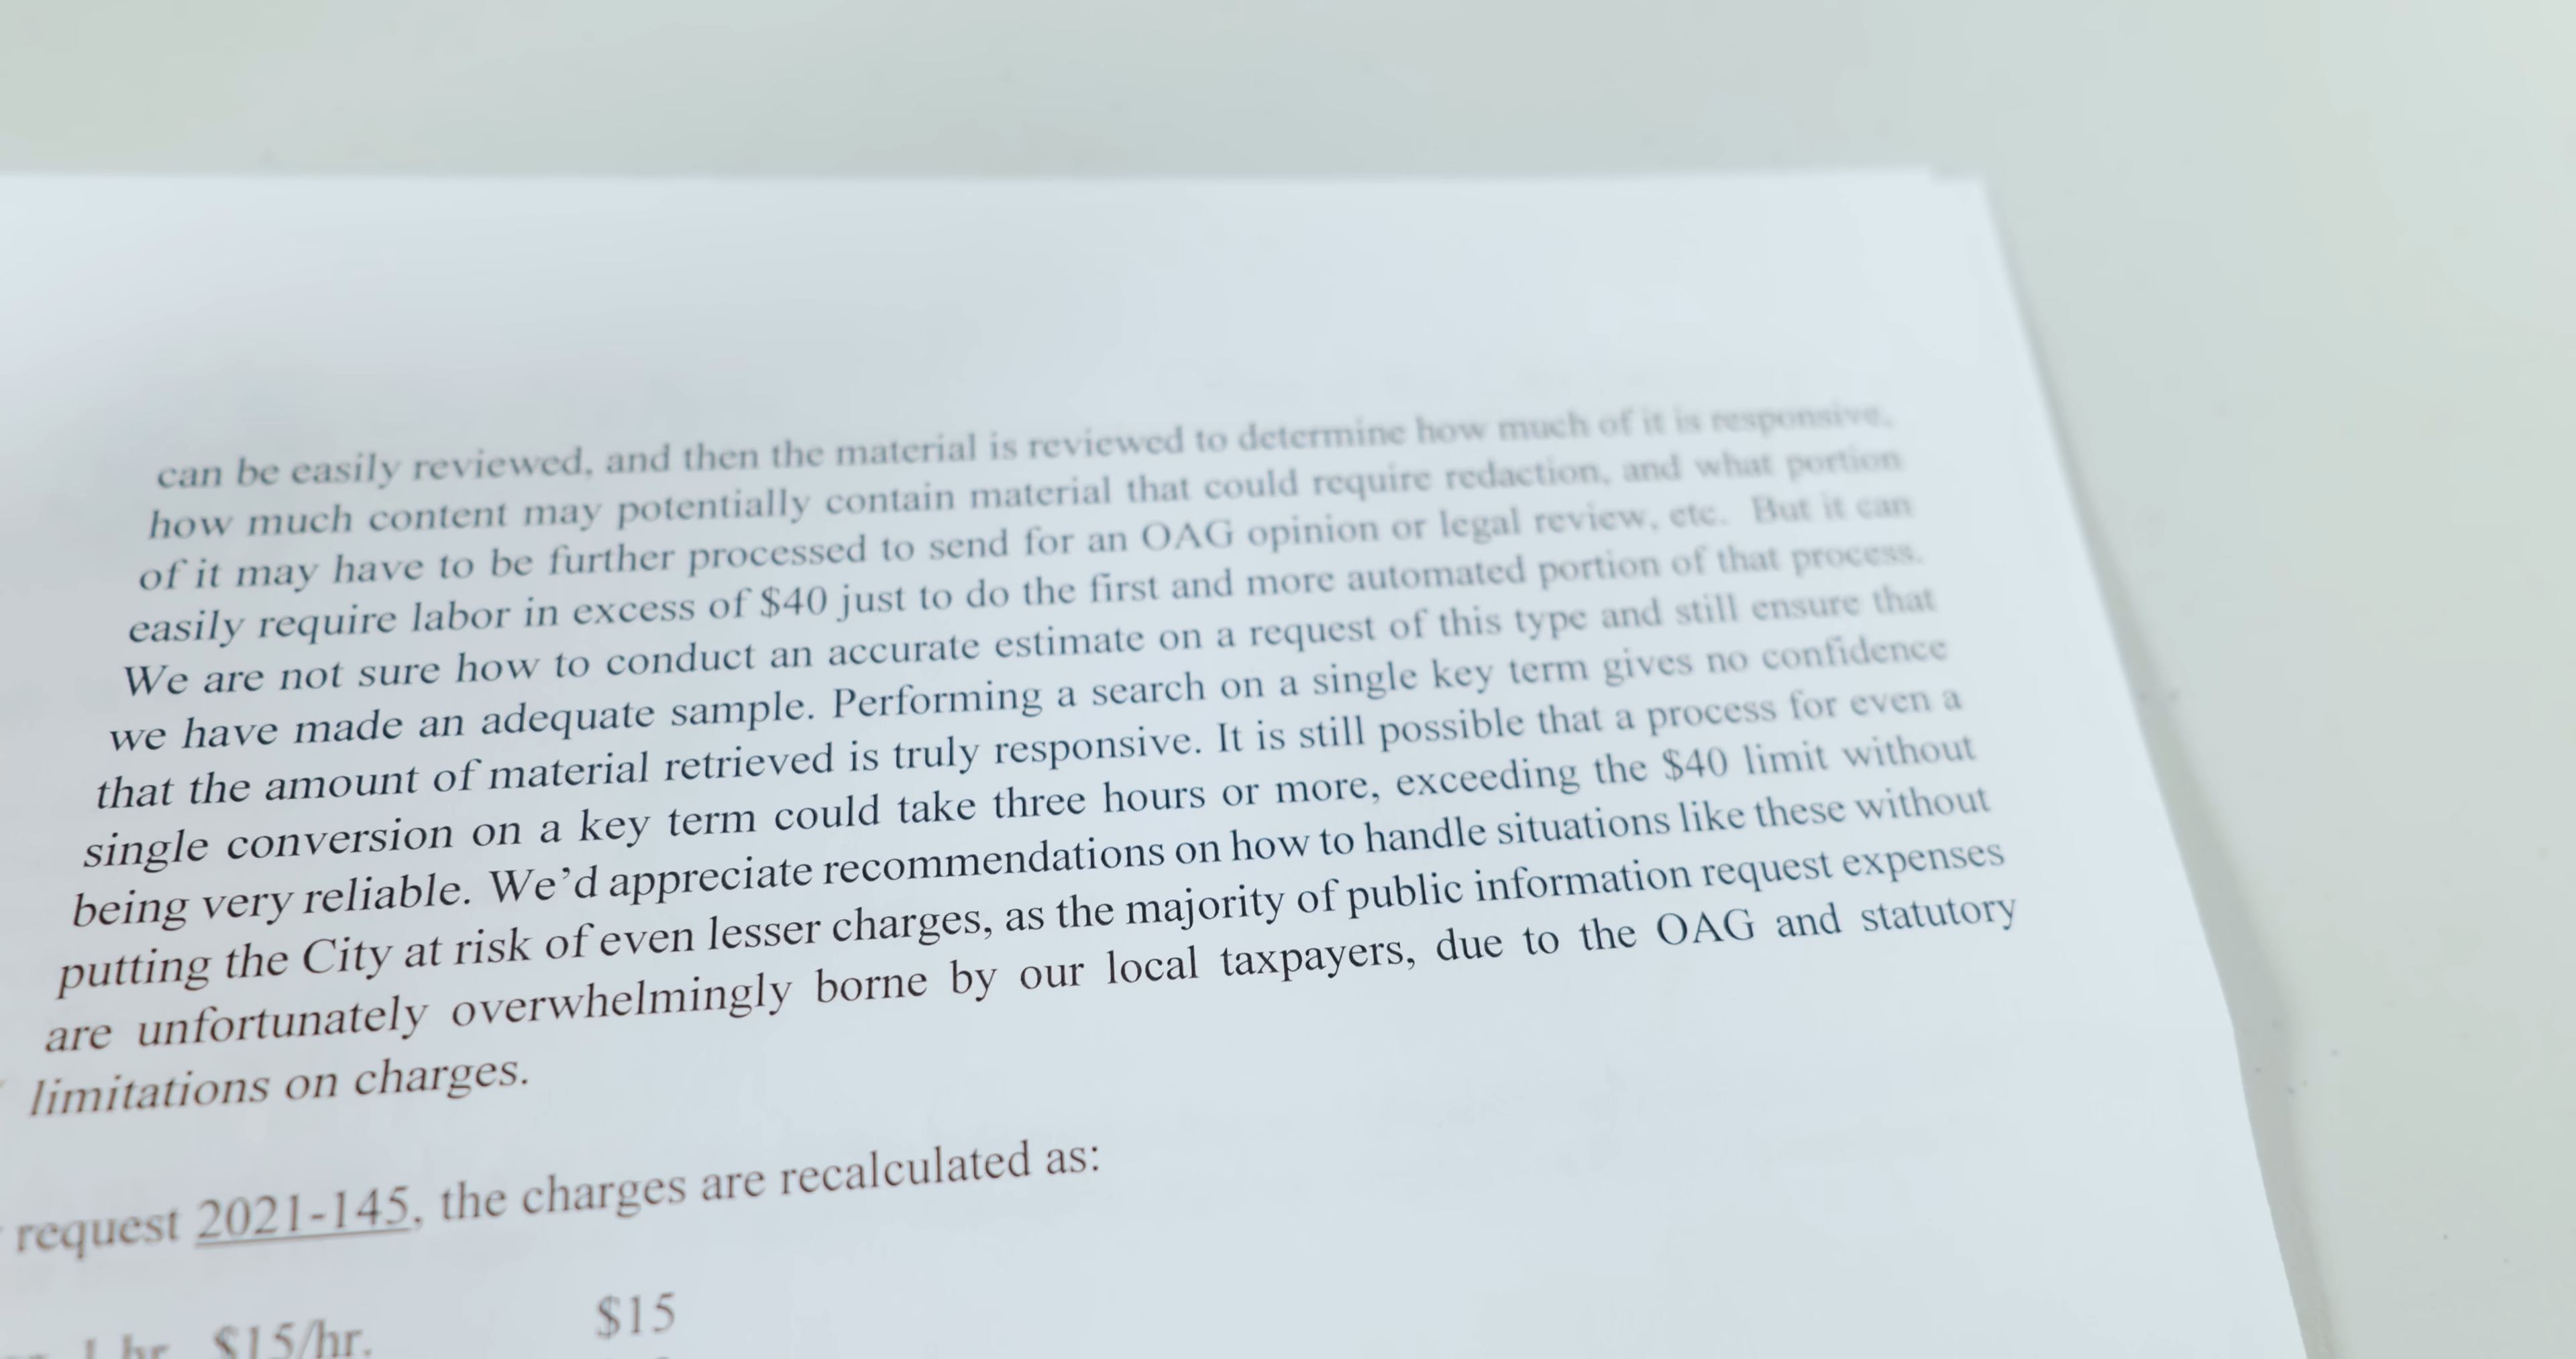 can be easily reviewed, and then the material is reviewed to determine how much of it is responsive,
how much content may potentially contain material that could require redaction, and what portion
of it may have to be further processed to send for an OAG opinion or legal review, etc. But it can
easily require labor in excess of $40 just to do the first and more automated portion of that process.
We are not sure how to conduct an accurate estimate on a request of this type and still ensure that
we have made an adequate sample. Performing a search on a single key term gives no confidence
that the amount of material retrieved is truly responsive. It is still possible that a process for even a
single conversion on a key term could take three hours or more, exceeding the $40 limit without
being very reliable. We’d appreciate recommendations on how to handle situations like these without
putting the City at risk of even lesser charges, as the majority of public information request expenses
are unfortunately overwhelmingly borne by our local taxpayers, due to the OAG and statutory
limitations on charges.
request 2021-145, the charges are recalculated as:
1 hr. $15/hr. $15